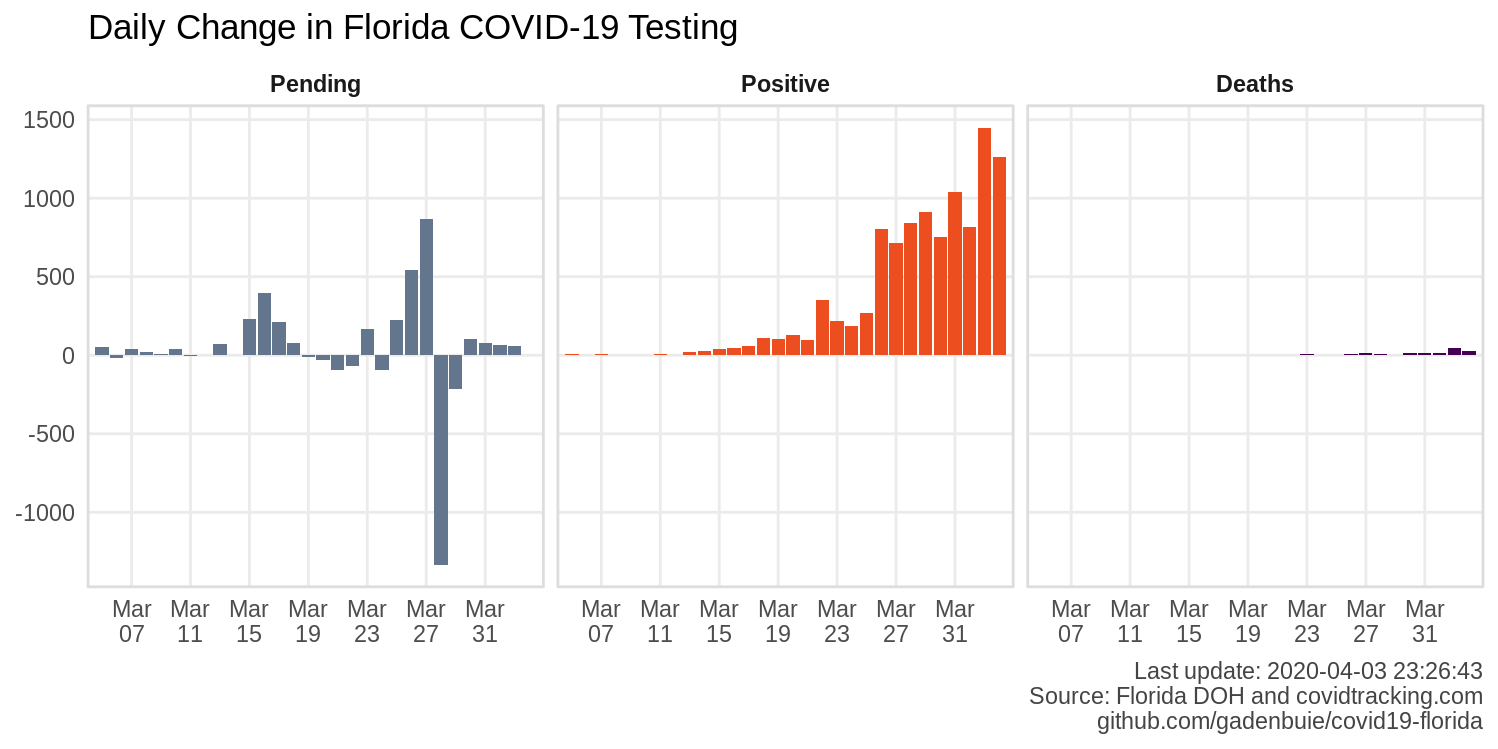 Daily Change in Florida COVID-19 Testing
Pending Positive Deaths
1500
1000
500
0
-500
-1000
Mar Mar Mar Mar Mar Mar Mar Mar Mar Mar Mar Mar Mar Mar Mar Mar Mar Mar Mar Mar Mar
07 11 15 19 23 27 31 07 11 15 19 23 27 31 07 11 15 19 23 27 31
Last update: 2020-04-03 23:26:43
Source: Florida DOH and covidtracking.com
github.com/gadenbuie/covid19-florida